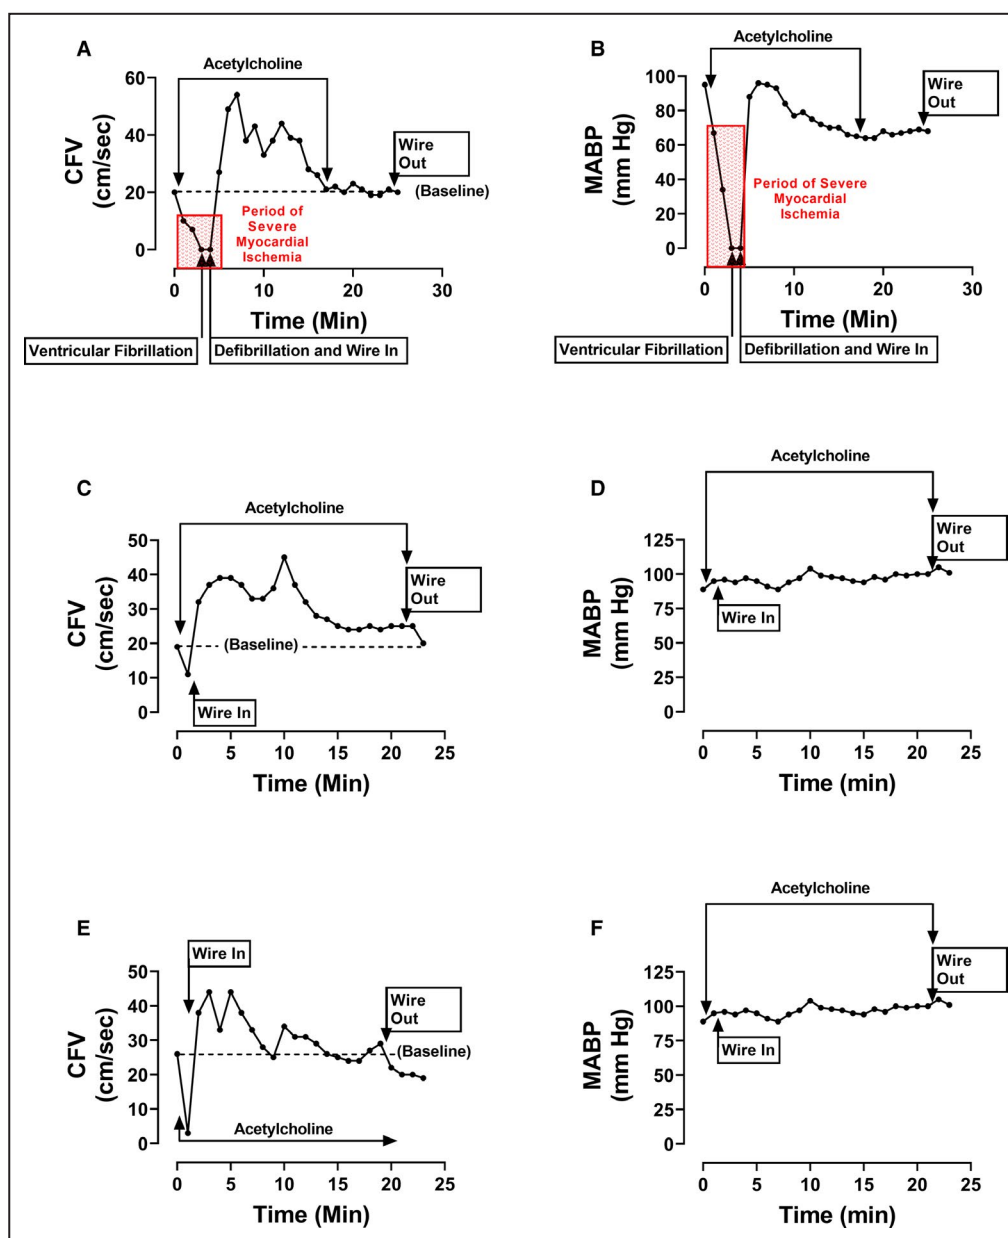 A
Acetylcholine
60
40
20
0
CFV
(cm/sec)
Wire
Out
(Baseline)
Period of
Severe
Myocardial
Ischemia
0
10
20
30
Time (Min)
Ventricular Fibrillation
Defibrillation and Wire In
B
Acetylcholine
100
80
60
40
20
0
MABP
(mm Hg)
Wire
Out
Period of Severe
Myocardial
Ischemia
0
10
20
30
Time (Min)
Ventricular Fibrillation
Defibrillation and Wire In
C
Acetylcholine
50
40
30
20
10
0
CFV
(cm/sec)
Wire
Out
(Baseline)
Wire In
0
5
10
15
20
25
Time (Min)
D
Acetylcholine
125
100
75
50
25
0
MABP
(mm Hg)
Wire
Out
Wire In
0
5
10
15
20
25
Time (min)
E
Wire In
50
40
30
20
10
0
CFV
(cm/sec)
Wire
Out
(Baseline)
Acetylcholine
0
5
10
15
20
25
Time (Min)
F
Acetylcholine
125
100
75
50
25
0
MABP
(mm Hg)
Wire
Out
Wire In
0
5
10
15
20
25
Time (min)